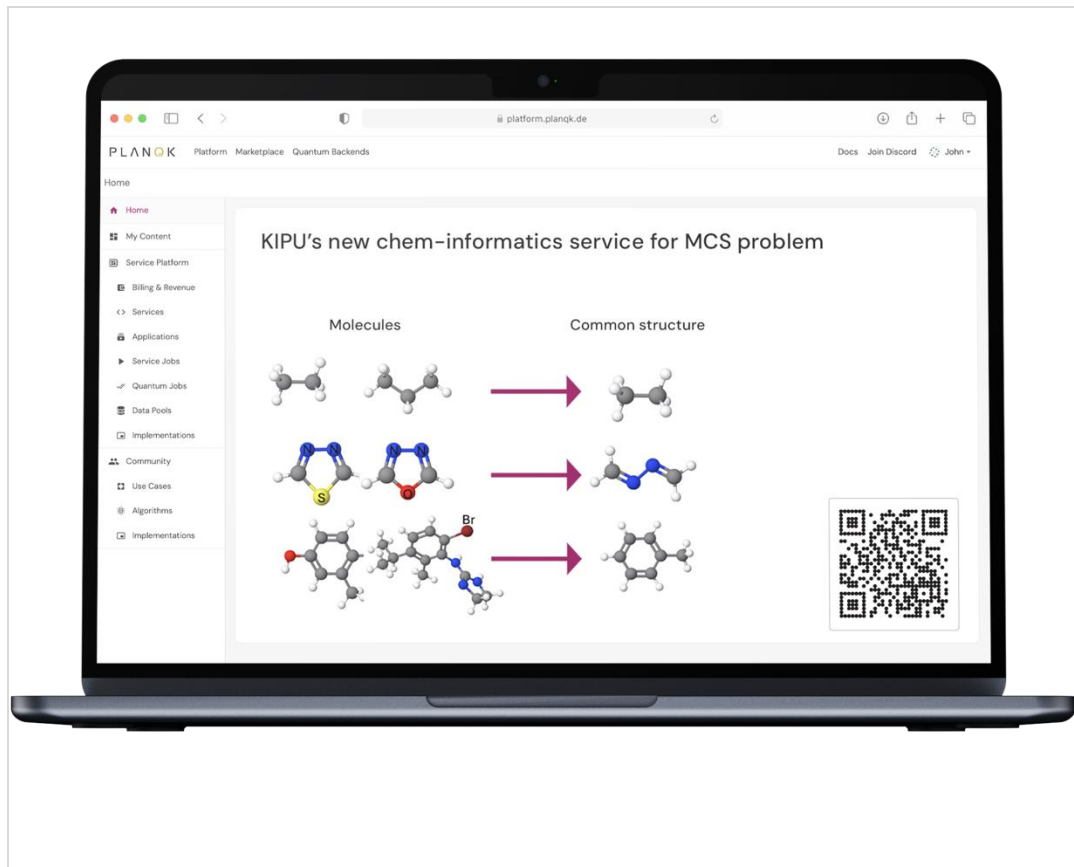 platform.planqk.de
PLANQK Platform Marketplace Quantum Backends Docs Join Discord John
Home
Home
My Content
Service Platform
Billing & Revenue
Services
Applications
Service Jobs
Quantum Jobs
Data Pools
Implementations
Community
Use Cases
Algorithms
Implementations
KIPU's new chem-informatics service for MCS problem
Molecules Common structure
N N N N
S O
Br